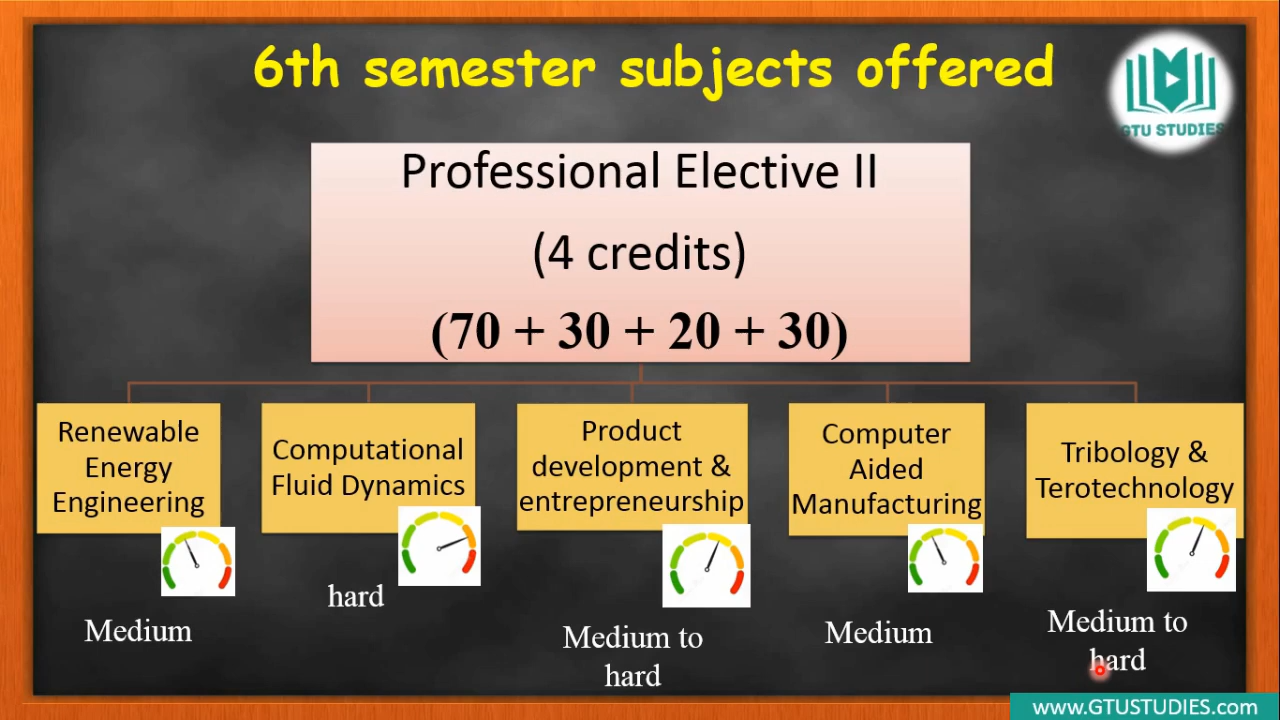 6th semester subjects offered
GTU STUDIES
Professional Elective II
(4 credits)
(70 + 30 + 20 + 30)
Renewable
Energy
Engineering
Medium
Computational
Fluid Dynamics
hard
Product
development &
entrepreneurship
Medium to
hard
Computer
Aided
Manufacturing
Medium
Tribology &
Terotechnology
Medium to
hard
www.GTUSTUDIES.com